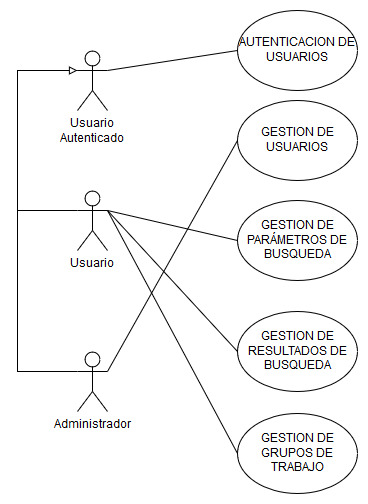 AUTENTICACION DE
USUARIOS
Usuario
Autenticado
GESTION DE
USUARIOS
Usuario
GESTION DE
PARÁMETROS DE
BUSQUEDA
GESTION DE
RESULTADOS DE
BUSQUEDA
Administrador
GESTION DE
GRUPOS DE
TRABAJO